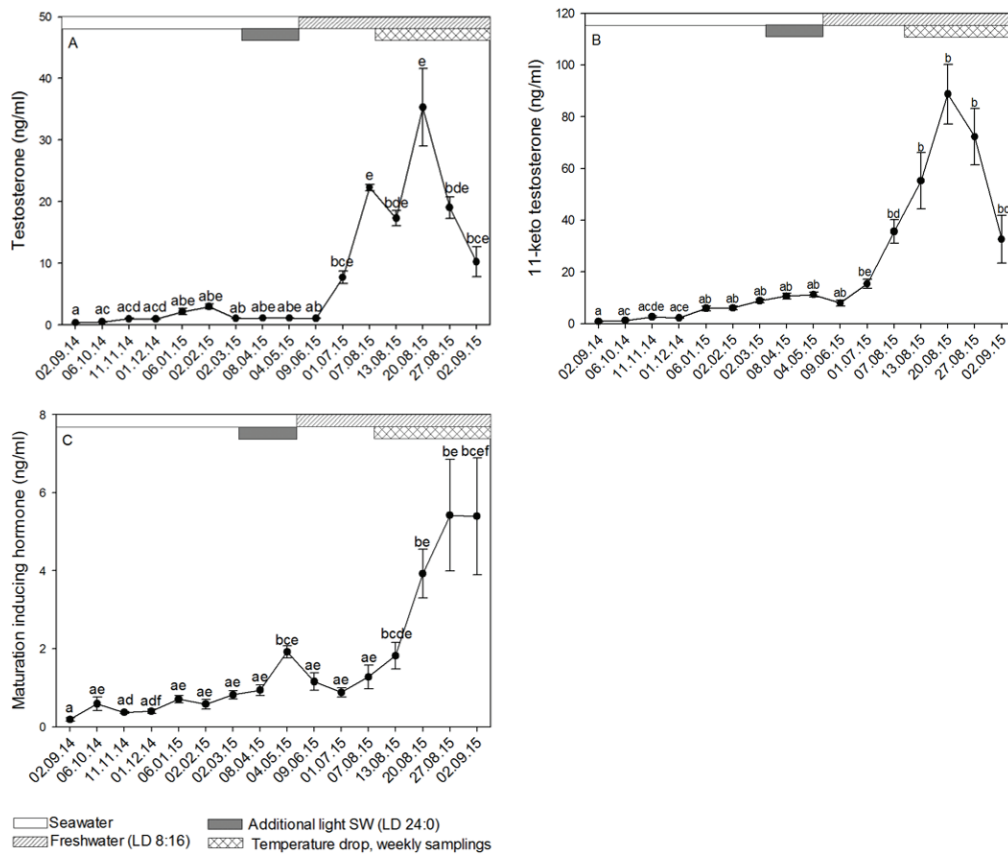 50
40
30
20
10
0
Testosterone (ng/ml)
A
a ac acd acd abe abe ab abe abe ab bce e bde e bde bce
02.09.14 06.10.14 11.11.14 01.12.14 06.01.15 02.02.15 02.03.15 08.04.15 04.05.15 09.06.15 01.07.15 07.08.15 13.08.15 20.08.15 27.08.15 02.09.15
120
100
80
60
40
20
0
11-keto testosterone (ng/ml)
B
a ac acde ace ab ab ab ab ab ab be bd b b b
02.09.14 06.10.14 11.11.14 01.12.14 06.01.15 02.02.15 02.03.15 08.04.15 04.05.15 09.06.15 01.07.15 07.08.15 13.08.15 20.08.15 27.08.15 02.09.15
8
6
4
2
0
Maturation inducing hormone (ng/ml)
C
a ae ad adf ae ae ae ae bce ae ae ae bcde be be bcef
02.09.14 06.10.14 11.11.14 01.12.14 06.01.15 02.02.15 02.03.15 08.04.15 04.05.15 09.06.15 01.07.15 07.08.15 13.08.15 20.08.15 27.08.15 02.09.15
Seawater
Additional light SW (LD 24:0)
Freshwater (LD 8:16)
Temperature drop, weekly samplings